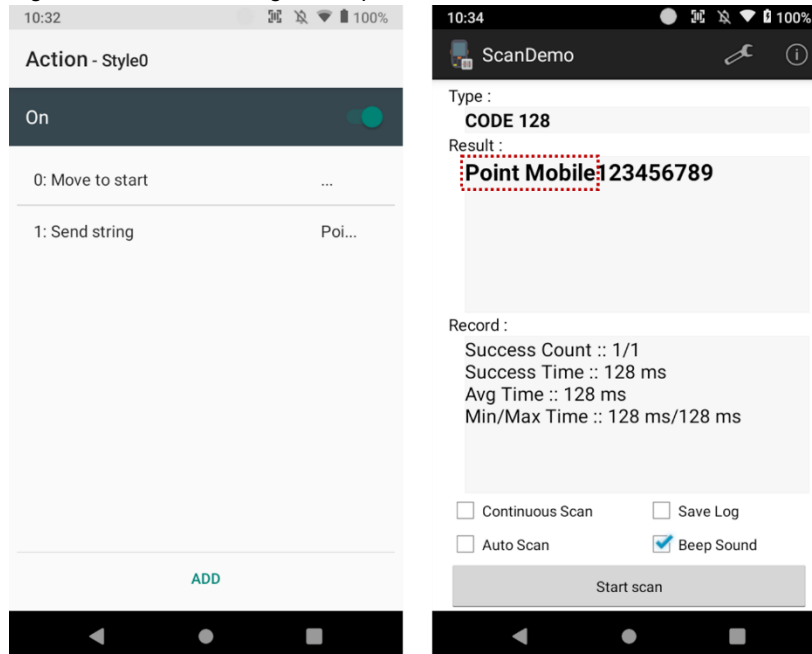 10:32
100%
Action - Style0
On
0: Move to start ...
1: Send string Poi...
ADD
10:34
100%
ScanDemo
Type :
CODE 128
Result :
Point Mobile123456789
Record :
Success Count :: 1/1
Success Time :: 128 ms
Avg Time :: 128 ms
Min/Max Time :: 128 ms/128 ms
Continuous Scan
Save Log
Auto Scan
Beep Sound
Start scan